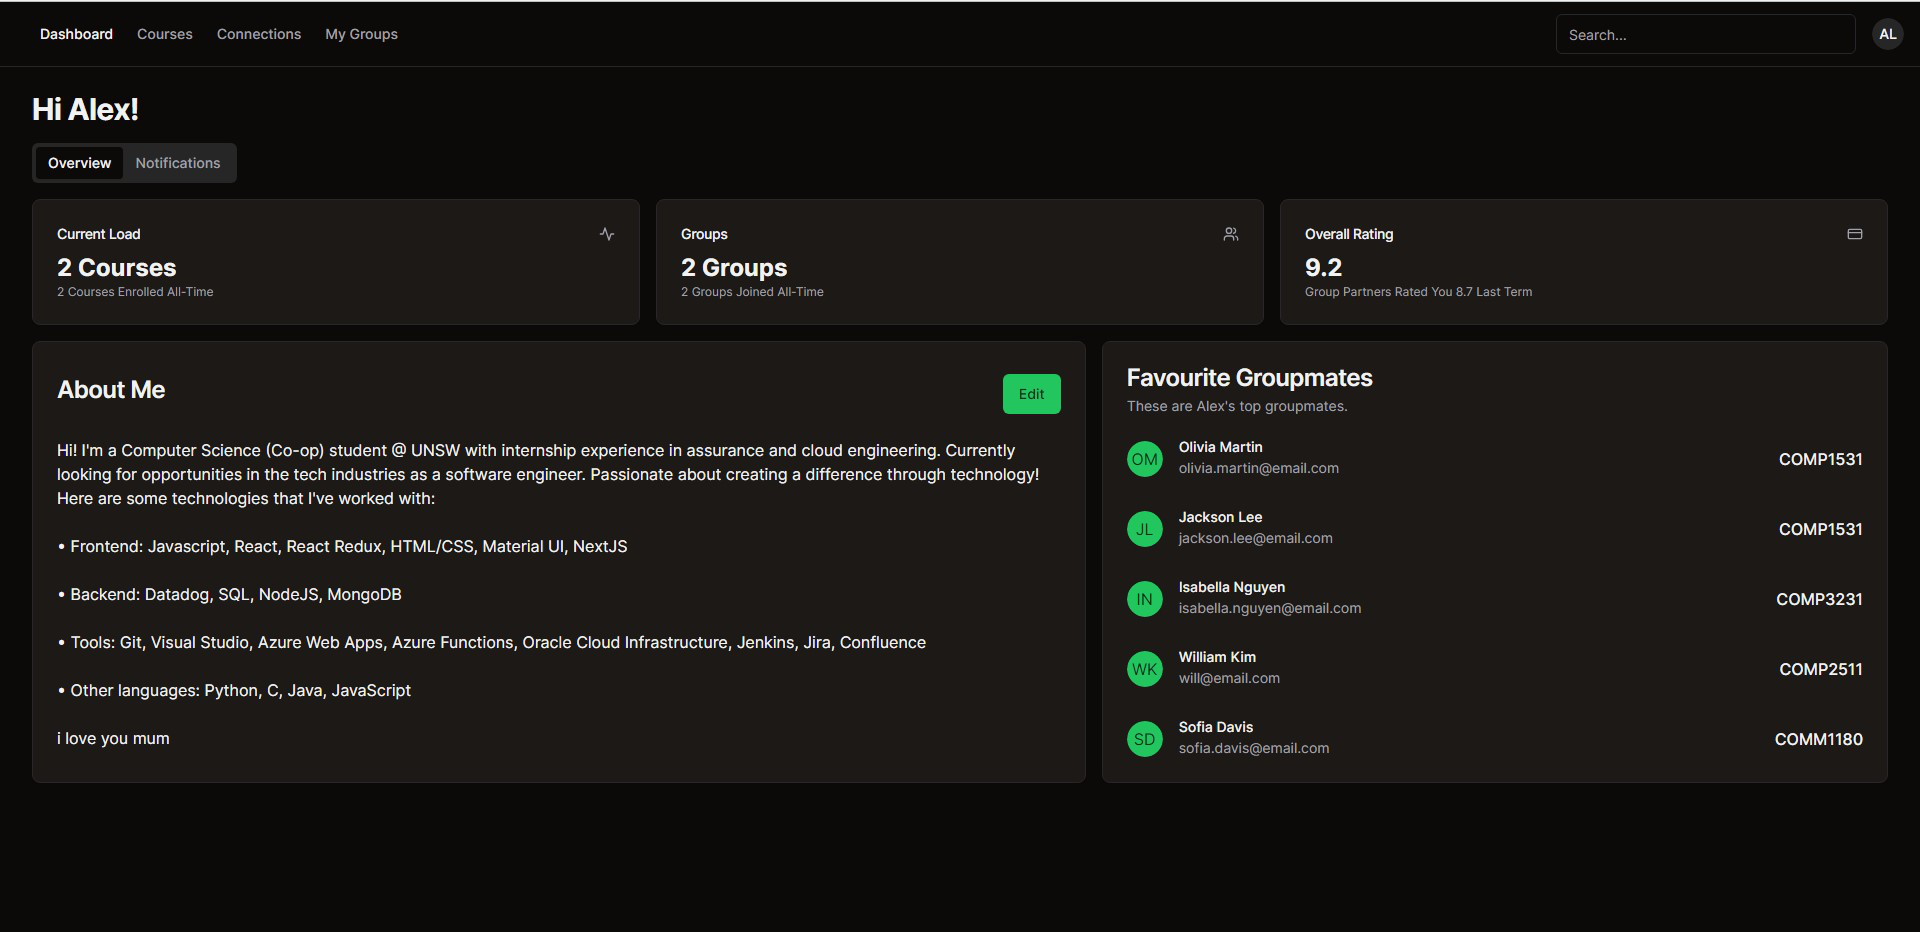 Dashboard Courses Connections My Groups Search... AL
Hi Alex!
Overview Notifications
Current Load
2 Courses
2 Courses Enrolled All-Time
Groups
2 Groups
2 Groups Joined All-Time
Overall Rating
9.2
Group Partners Rated You 8.7 Last Term
About Me
Edit
Hi! I'm a Computer Science (Co-op) student @ UNSW with internship experience in assurance and cloud engineering. Currently
looking for opportunities in the tech industries as a software engineer. Passionate about creating a difference through technology!
Here are some technologies that I've worked with:
• Frontend: Javascript, React, React Redux, HTML/CSS, Material UI, NextJS
• Backend: Datadog, SQL, NodeJS, MongoDB
• Tools: Git, Visual Studio, Azure Web Apps, Azure Functions, Oracle Cloud Infrastructure, Jenkins, Jira, Confluence
• Other languages: Python, C, Java, JavaScript
i love you mum
Favourite Groupmates
These are Alex's top groupmates.
OM
Olivia Martin
olivia.martin@email.com
COMP1531
JL
Jackson Lee
jackson.lee@email.com
COMP1531
IN
Isabella Nguyen
isabella.nguyen@email.com
COMP3231
WK
William Kim
will@email.com
COMP2511
SD
Sofia Davis
sofia.davis@email.com
COMM1180